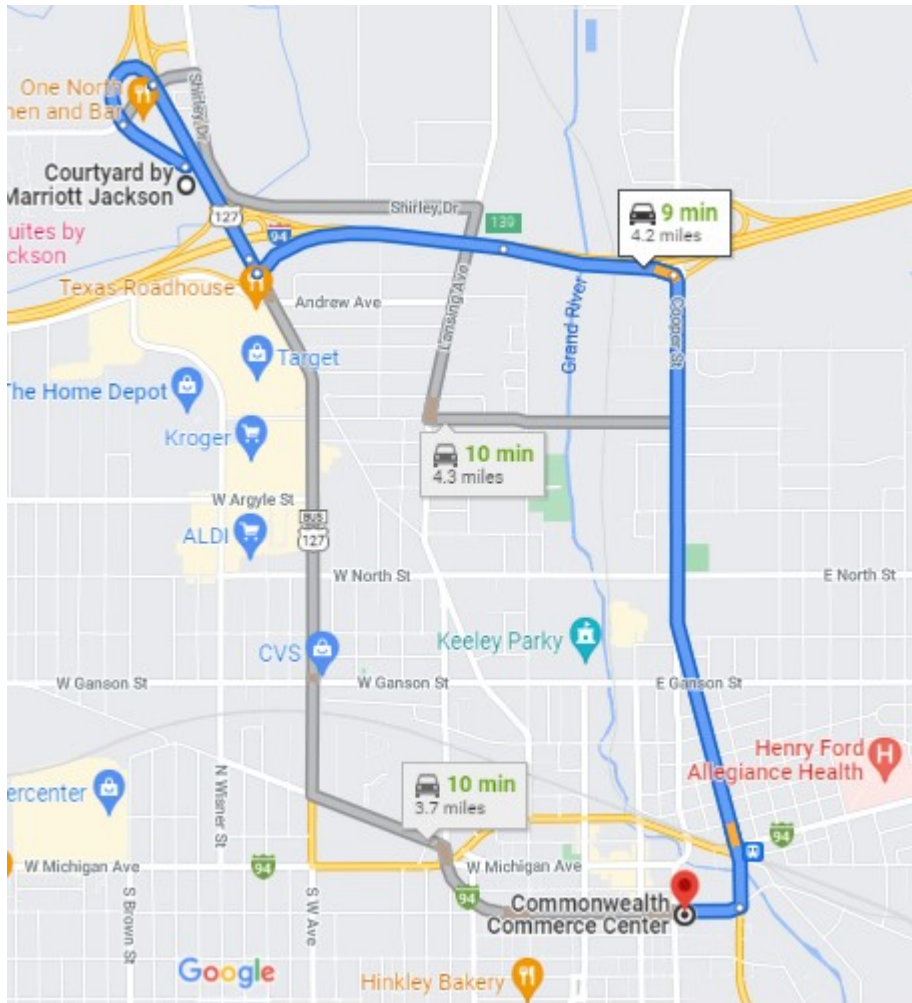 One North
hen and Bar
Shirley Dr
Courtyard by
Marriott Jackson
127
94
Shirley Dr
139
9 min
4.2 miles
uites by
ckson
Texas Roadhouse
Andrew Ave
Lansing Ave
Grand River
Cooper St
Target
The Home Depot
Kroger
10 min
4.3 miles
W Argyle St
BUS
127
ALDI
W North St
E North St
Keeley Parky
CVS
W Ganson St
W Ganson St
E Ganson St
Henry Ford
Allegiance Health
H
ercenter
N Wisner St
10 min
3.7 miles
94
W Michigan Ave
94
W Michigan Ave
94
S Brown St
S W Ave
Commonwealth
Commerce Center
Google
Hinkley Bakery